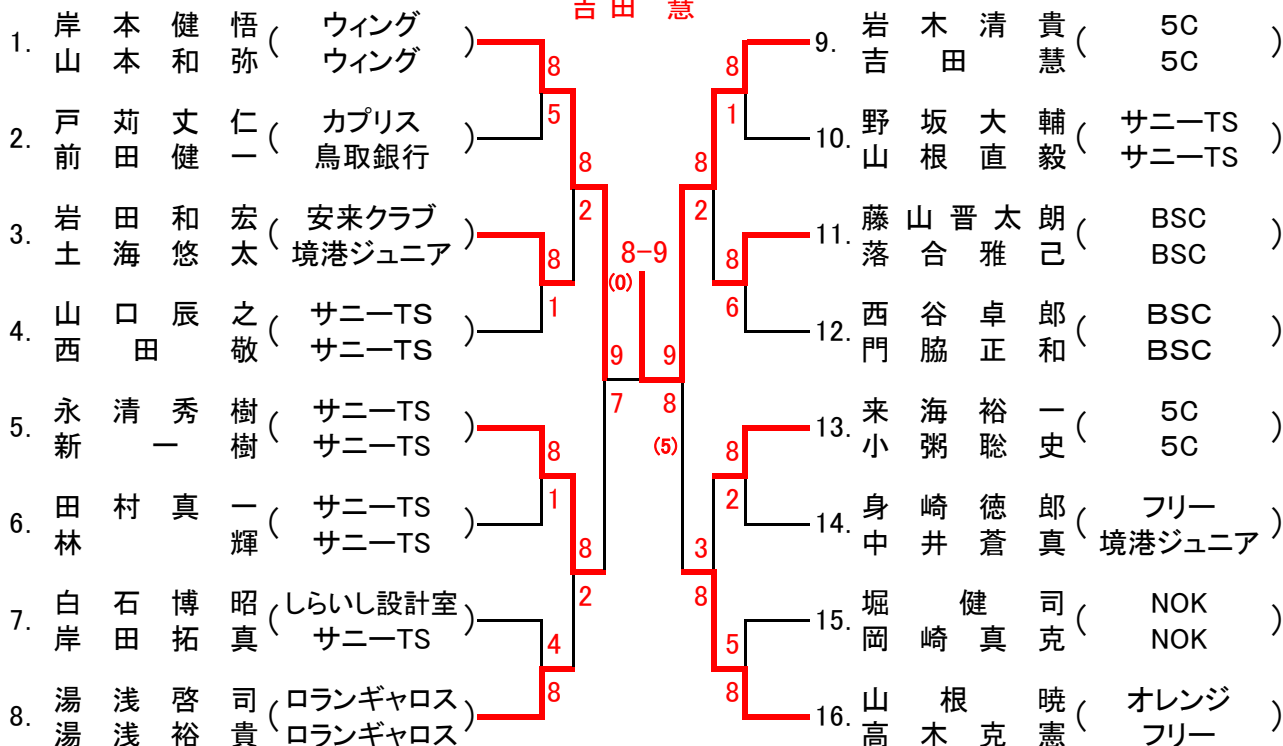 吉田 慧
1. 岸本健悟 ( ウィング )
山本和弥 ウィング
2. 戸苅丈仁 ( カプリス )
前田健一 鳥取銀行
3. 岩田和宏 ( 安来クラブ )
土海悠太 境港ジュニア
4. 山口辰之 ( サニーTS )
西田敬 サニーTS
5. 永清秀樹 ( サニーTS )
新一樹 サニーTS
6. 田村真一 ( サニーTS )
林輝 サニーTS
7. 白石博昭 ( しらいし設計室 )
岸田拓真 サニーTS
8. 湯浅啓司 ( ロランギャロス )
湯浅裕貴 ロランギャロス
8
5
8
2
8
1
9
7
8
1
8
2
4
8
8-9
(0)
8
1
8
2
8
6
9
8
(5)
8
2
3
8
5
8
9. 岩木清貴 ( 5C )
吉田慧 5C
10. 野坂大輔 ( サニーTS )
山根直毅 サニーTS
11. 藤山晋太朗 ( BSC )
落合雅己 BSC
12. 西谷卓郎 ( BSC )
門脇正和 BSC
13. 来海裕一 ( 5C )
小粥聡史 5C
14. 身崎徳郎 ( フリー )
中井蒼真 境港ジュニア
15. 堀健司 ( NOK )
岡崎真克 NOK
16. 山根暁 ( オレンジ )
高木克憲 フリー